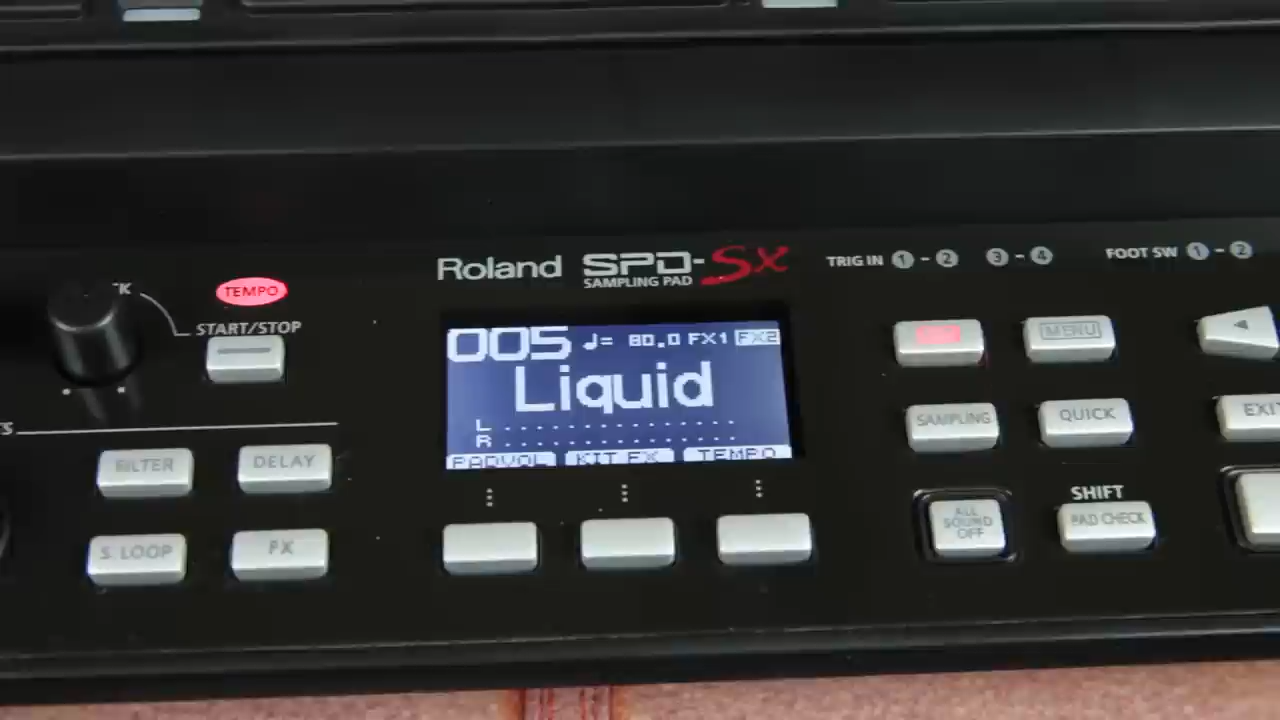 Roland SPD-SX
SAMPLING PAD
TRIG IN 1 - 2 3 - 4
FOOT SW 1 - 2
TEMPO
START/STOP
005 ♩= 80.0 FX1 FX2
Liquid
L
R
PADVOL KIT FX TEMPO
MENU
SAMPLING
QUICK
FILTER
DELAY
S. LOOP
FX
ALL
SOUND
OFF
SHIFT
PAD CHECK